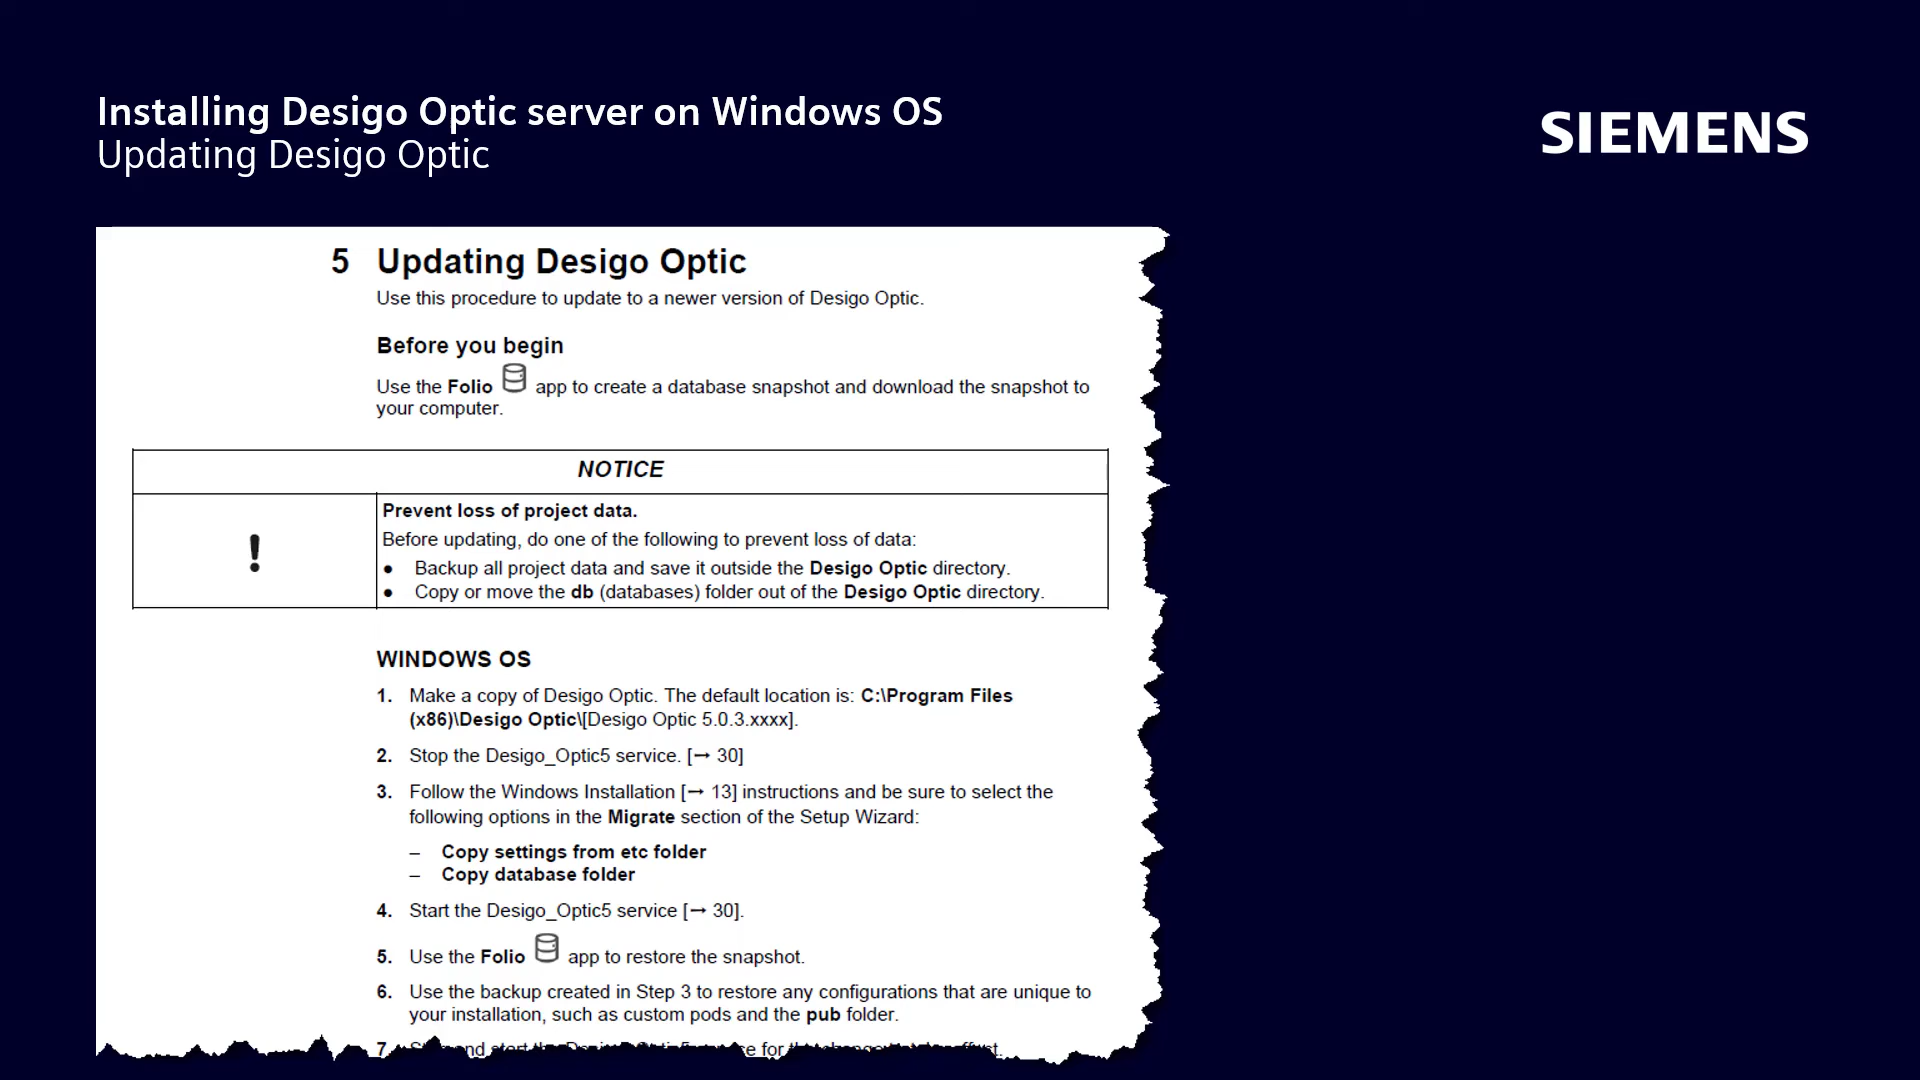 Installing Desigo Optic server on Windows OS
Updating Desigo Optic
SIEMENS
5 Updating Desigo Optic
Use this procedure to update to a newer version of Desigo Optic.
Before you begin
Use the Folio app to create a database snapshot and download the snapshot to
your computer.
NOTICE
!
Prevent loss of project data.
Before updating, do one of the following to prevent loss of data:
● Backup all project data and save it outside the Desigo Optic directory.
● Copy or move the db (databases) folder out of the Desigo Optic directory.
WINDOWS OS
1. Make a copy of Desigo Optic. The default location is: C:\Program Files
(x86)\Desigo Optic\[Desigo Optic 5.0.3.xxxx].
2. Stop the Desigo_Optic5 service. [→ 30]
3. Follow the Windows Installation [→ 13] instructions and be sure to select the
following options in the Migrate section of the Setup Wizard:
– Copy settings from etc folder
– Copy database folder
4. Start the Desigo_Optic5 service [→ 30].
5. Use the Folio app to restore the snapshot.
6. Use the backup created in Step 3 to restore any configurations that are unique to
your installation, such as custom pods and the pub folder.
7. and start the for